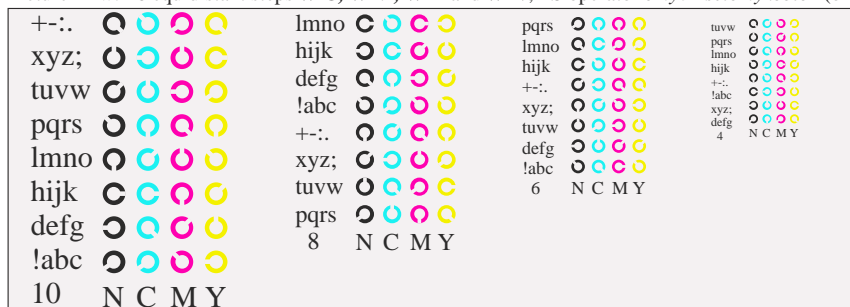 +-:.
xyz;
tuvw
pqrs
lmno
hijk
defg
!abc
10 N C M Y
lmno
hijk
defg
!abc
+-:.
xyz;
tuvw
pqrs
8 N C M Y
pqrs
lmno
hijk
+-:.
xyz;
tuvw
defg
!abc
6 N C M Y
tuvw
pqrs
lmno
hijk
+-:.
!abc
xyz;
defg
4 N C M Y